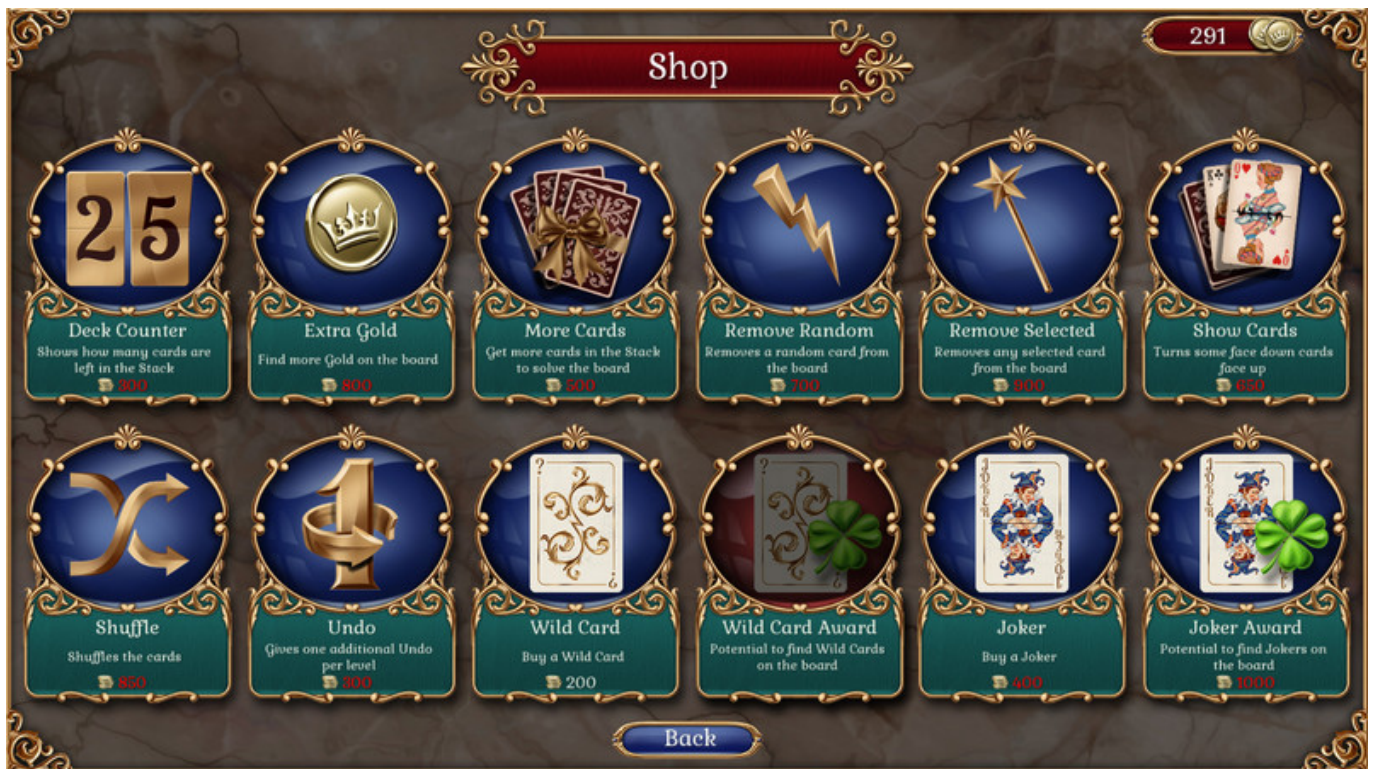 291
Shop
25
Deck Counter
Shows how many cards are
left in the Stack
300
Extra Gold
Find more Gold on the board
800
More Cards
Get more cards in the Stack
to solve the board
500
Remove Random
Removes a random card from
the board
700
Remove Selected
Removes any selected card
from the board
900
Show Cards
Turns some face down cards
face up
650
Shuffle
Shuffles the cards
850
1
Undo
Gives one additional Undo
per level
300
?
?
Wild Card
Buy a Wild Card
200
?
Wild Card Award
Potential to find Wild Cards
on the board
Joker
Buy a Joker
400
Joker Award
Potential to find Jokers on
the board
1000
Back